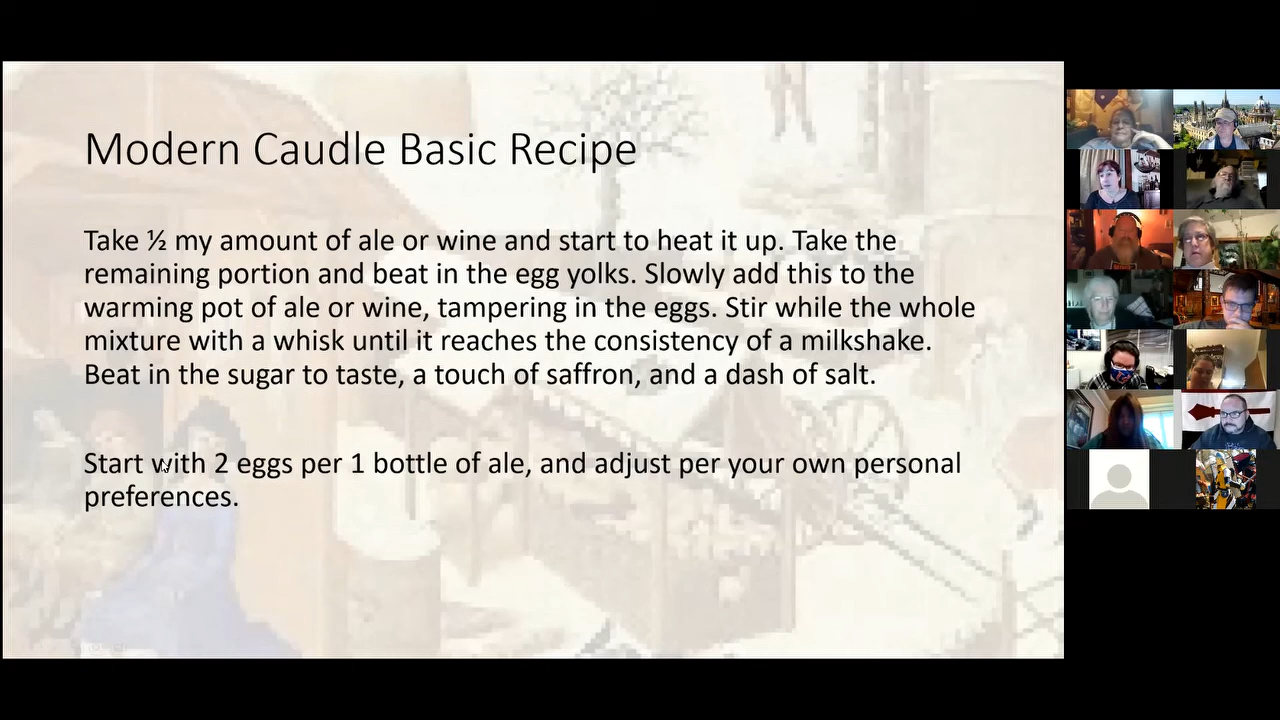 Modern Caudle Basic Recipe
Take ½ my amount of ale or wine and start to heat it up. Take the
remaining portion and beat in the egg yolks. Slowly add this to the
warming pot of ale or wine, tampering in the eggs. Stir while the whole
mixture with a whisk until it reaches the consistency of a milkshake.
Beat in the sugar to taste, a touch of saffron, and a dash of salt.
Start with 2 eggs per 1 bottle of ale, and adjust per your own personal
preferences.